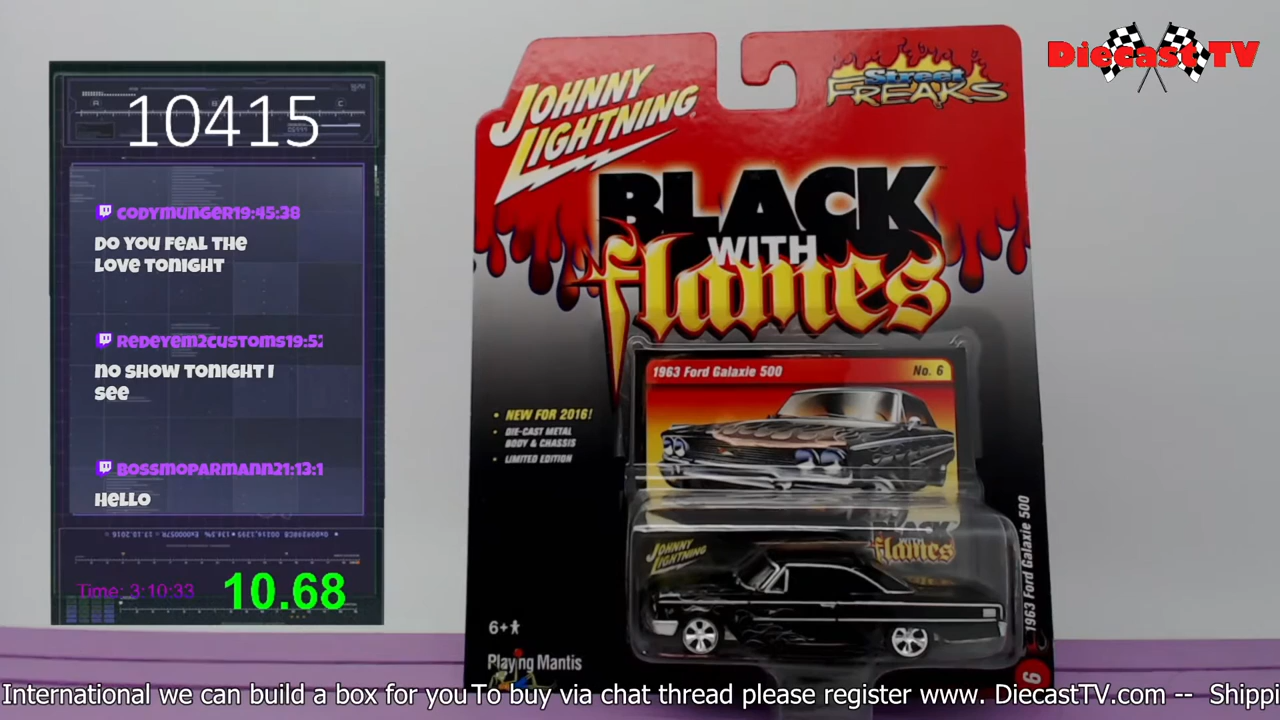 10415
codymunger19:45:38
Do you feal the
love tonight
Redeyem2customs19:52
no show tonight i
see
Bossmoparmann21:13:1
Hello
Time: 3:10:33
10.68
JOHNNY
LIGHTNING
Street
FREAKS
Diecast TV
BLACK
WITH
flames
1963 Ford Galaxie 500
No. 6
• NEW FOR 2016!
• DIE-CAST METAL
BODY & CHASSIS
• LIMITED EDITION
JOHNNY
LIGHTNING
BLACK
WITH
flames
1963 Ford Galaxie 500
6
6+
Playing Mantis
International we can build a box for you To buy via chat thread please register www. DiecastTV.com -- Shippi